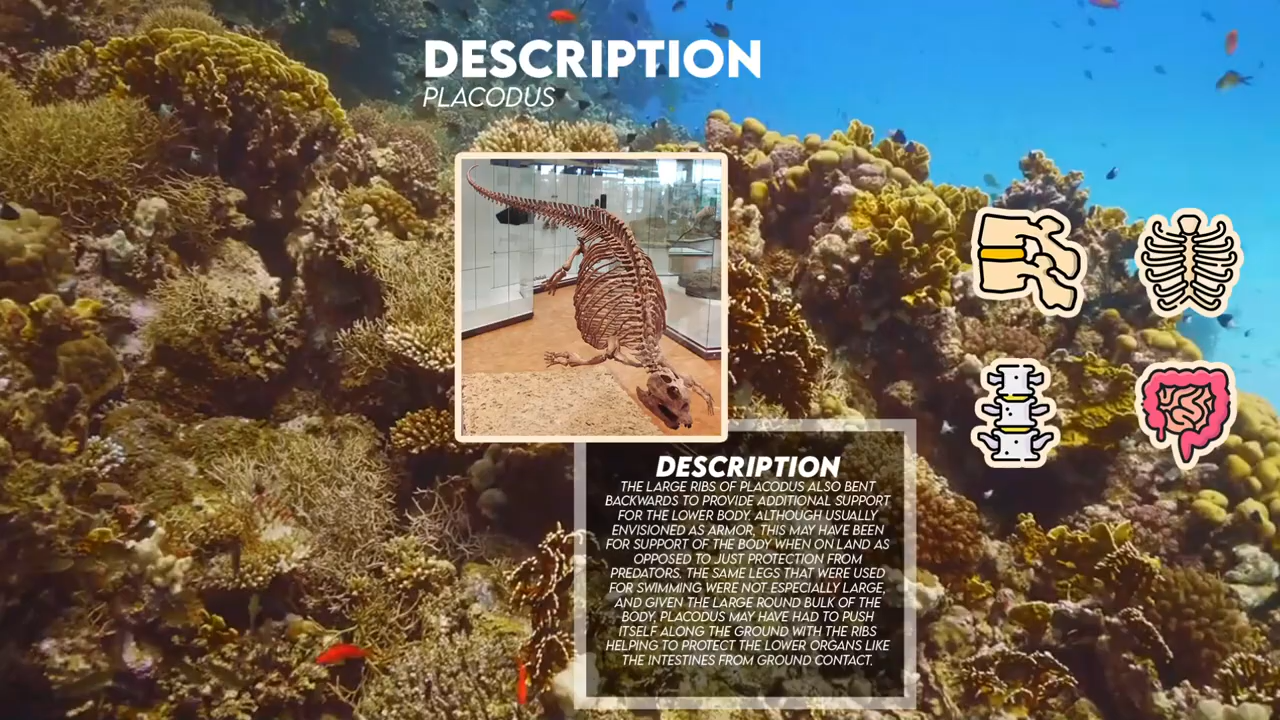 DESCRIPTION
PLACODUS
DESCRIPTION
THE LARGE RIBS OF PLACODUS ALSO BENT
BACKWARDS TO PROVIDE ADDITIONAL SUPPORT
FOR THE LOWER BODY. ALTHOUGH USUALLY
ENVISIONED AS ARMOR, THIS MAY HAVE BEEN
FOR SUPPORT OF THE BODY WHEN ON LAND AS
OPPOSED TO JUST PROTECTION FROM
PREDATORS. THE SAME LEGS THAT WERE USED
FOR SWIMMING WERE NOT ESPECIALLY LARGE,
AND GIVEN THE LARGE ROUND BULK OF THE
BODY, PLACODUS MAY HAVE HAD TO PUSH
ITSELF ALONG THE GROUND WITH THE RIBS
HELPING TO PROTECT THE LOWER ORGANS LIKE
THE INTESTINES FROM GROUND CONTACT.